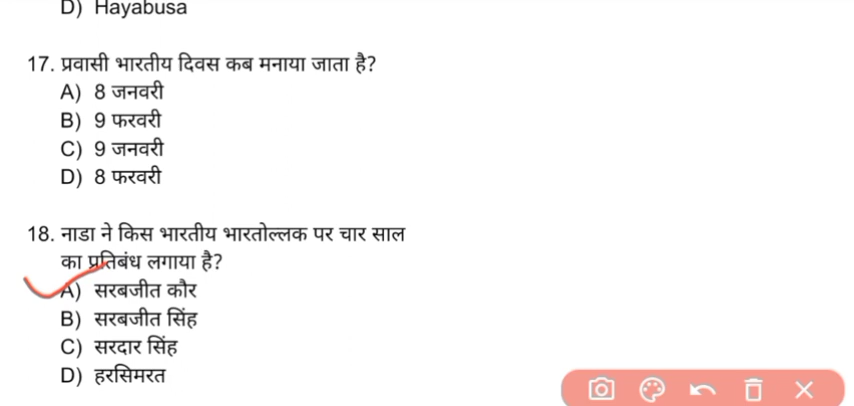 D) Hayabusa
17. प्रवासी भारतीय दिवस कब मनाया जाता है?
A) 8 जनवरी
B) 9 फरवरी
C) 9 जनवरी
D) 8 फरवरी
18. नाडा ने किस भारतीय भारतोल्लक पर चार साल
का प्रतिबंध लगाया है?
A) सरबजीत कौर
B) सरबजीत सिंह
C) सरदार सिंह
D) हरसिमरत